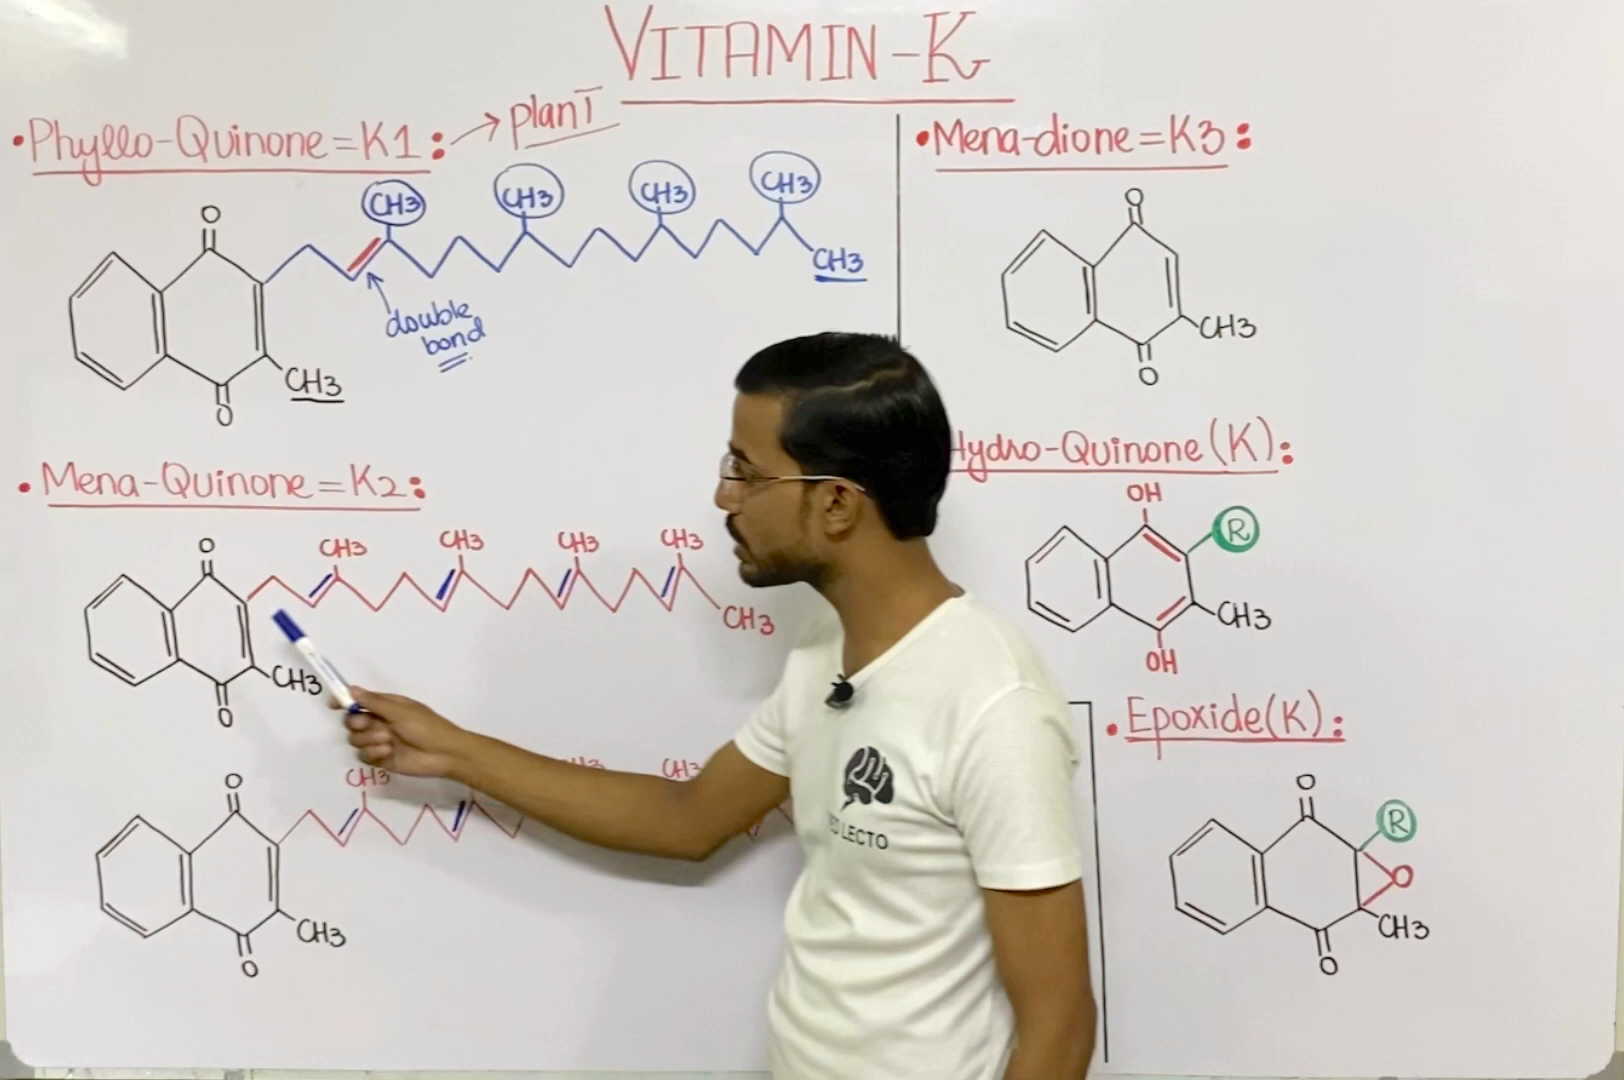 VITAMIN-K
•Phyllo-Quinone=K1: → planT
CH3 CH3 CH3 CH3
O
CH3
double
bond
CH3
O
•Mena-Quinone=K2:
O
CH3 CH3 CH3 CH3
CH3
CH3
O
O
CH3 CH3
CH3
O
•Mena-dione=K3:
O
CH3
O
Hydro-Quinone(K):
OH
R
CH3
OH
•Epoxide(K):
O
R
O
CH3
O
LECTO